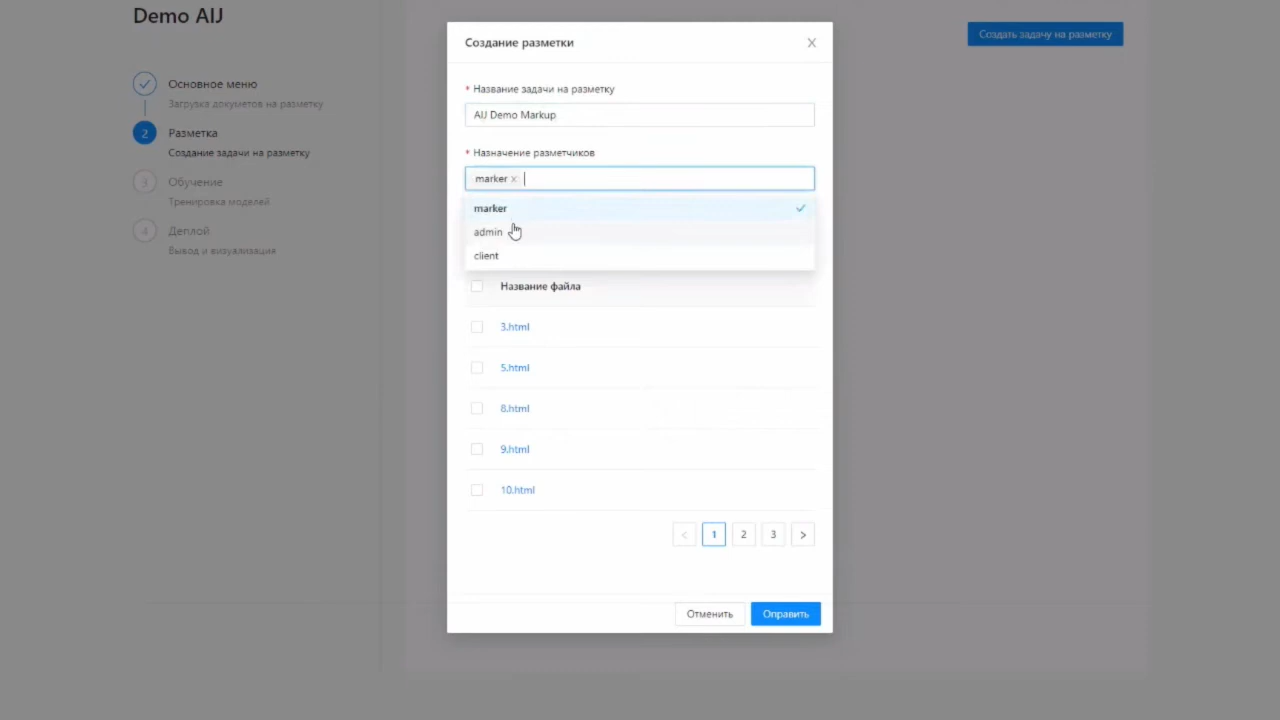 Demo AIJ
Создать задачу на разметку
Основное меню
Загрузка докуметов на разметку
2
Разметка
Создание задачи на разметку
3
Обучение
Тренировка моделей
4
Деплой
Вывод и визуализация
Создание разметки
* Название задачи на разметку
AIJ Demo Markup
* Назначение разметчиков
marker
marker
admin
client
Название файла
3.html
5.html
8.html
9.html
10.html
< 1 2 3 >
Отменить
Оправить